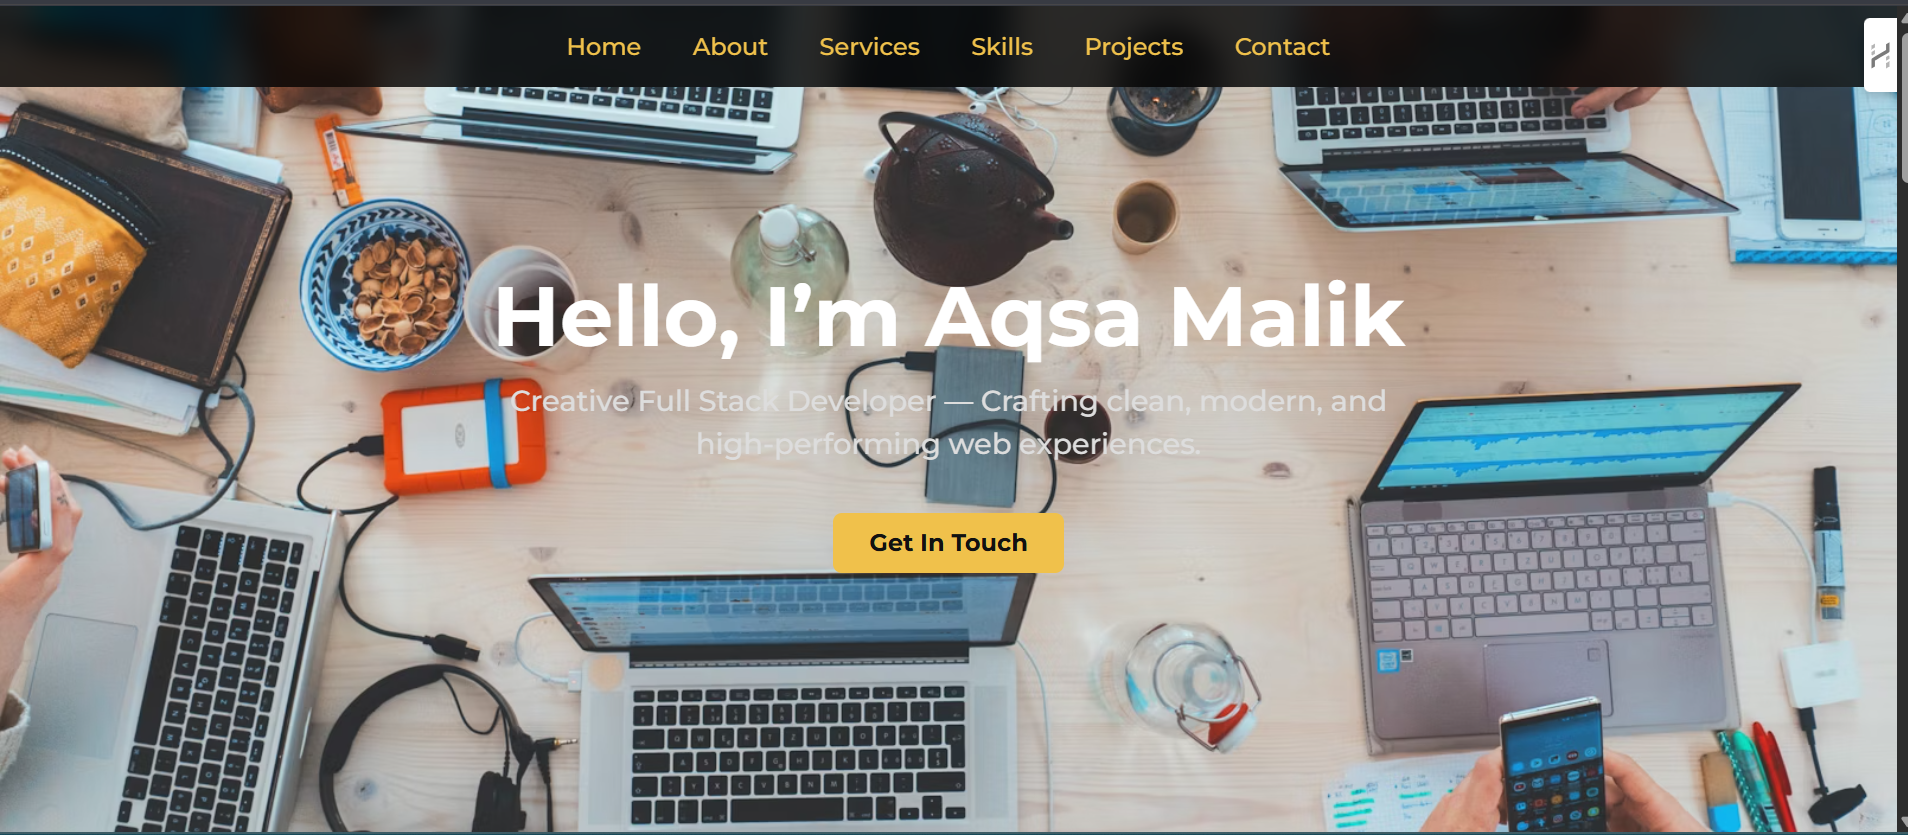 Home About Services Skills Projects Contact
Hello, I’m Aqsa Malik
Creative Full Stack Developer — Crafting clean, modern, and
high-performing web experiences.
Get In Touch